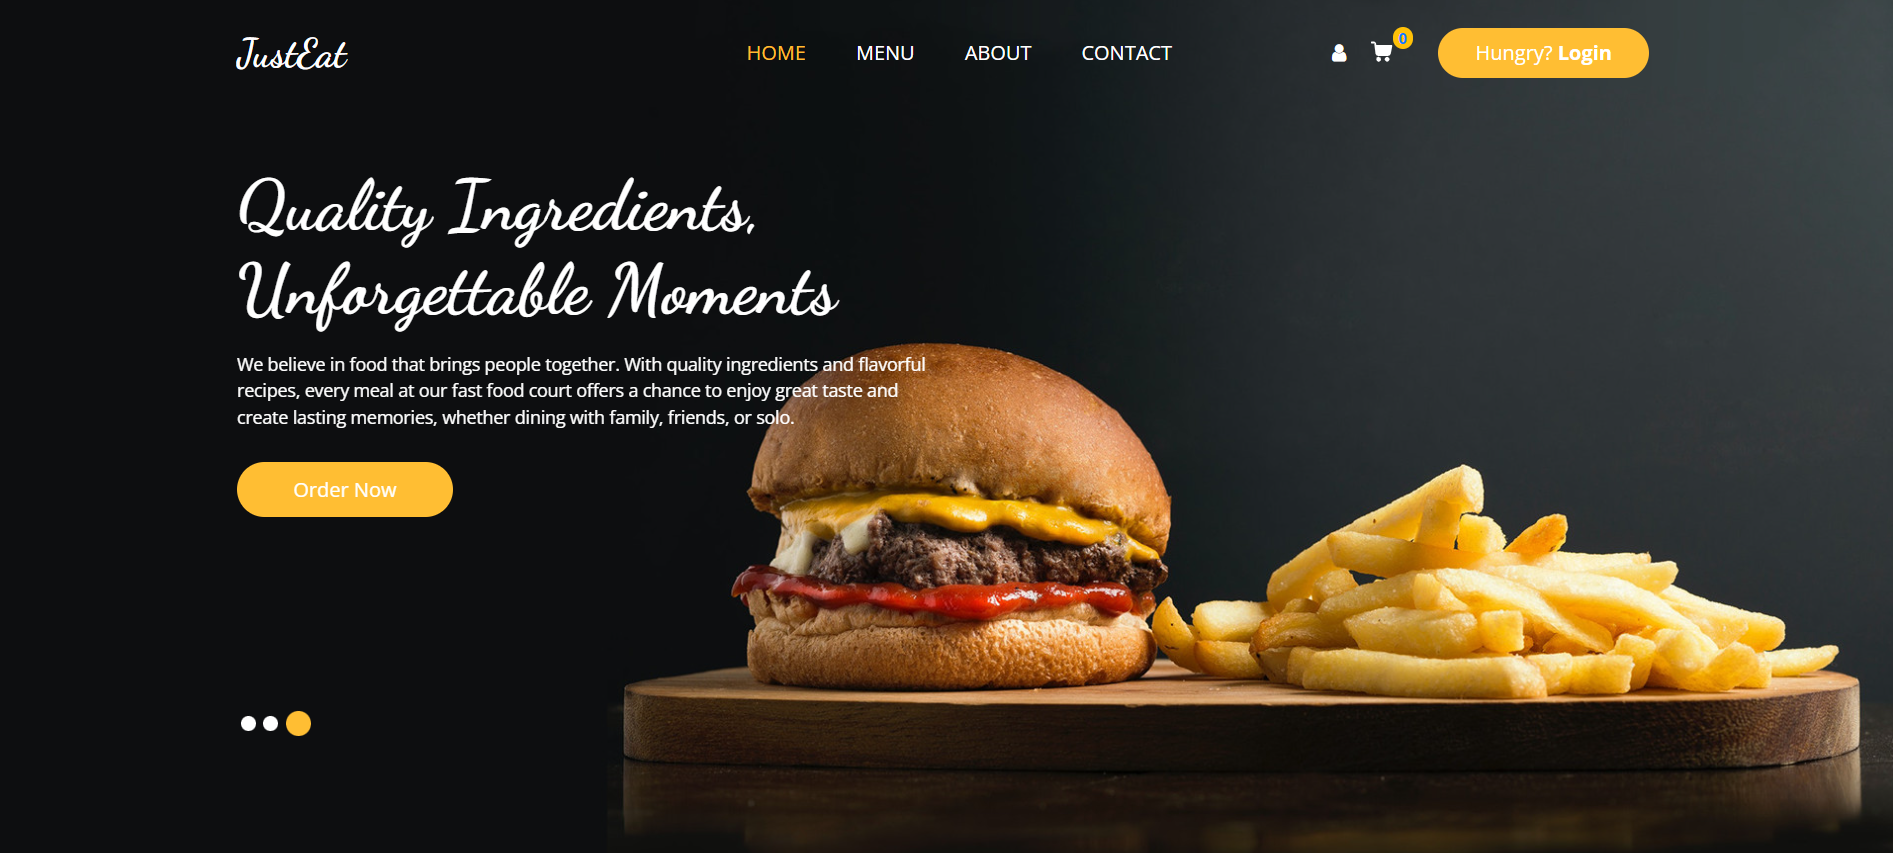 JustEat
HOME MENU ABOUT CONTACT
0
Hungry? Login
Quality Ingredients,
Unforgettable Moments
We believe in food that brings people together. With quality ingredients and flavorful
recipes, every meal at our fast food court offers a chance to enjoy great taste and
create lasting memories, whether dining with family, friends, or solo.
Order Now